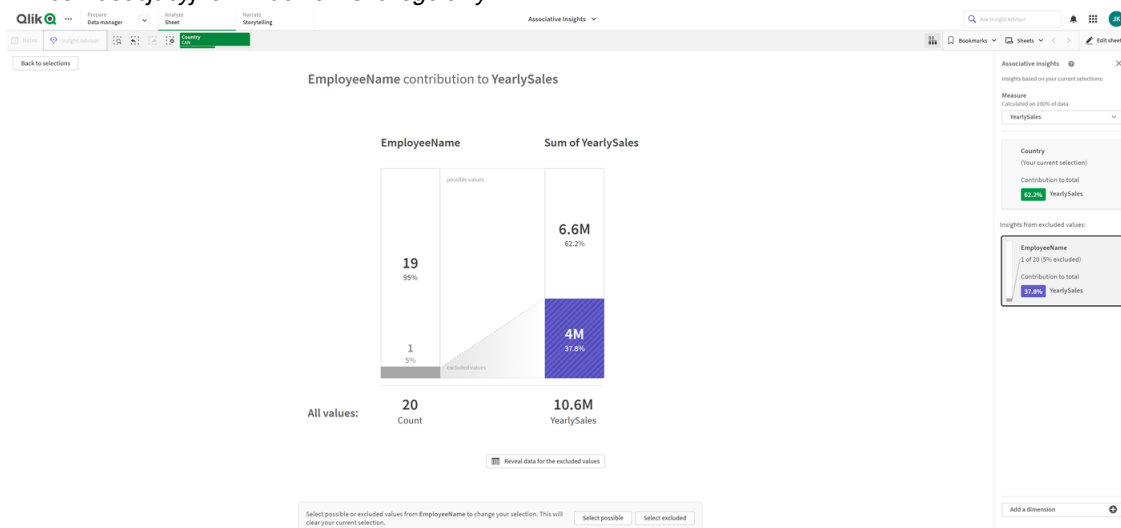 Qlik
Prepare
Data manager
Analyze
Sheet
Narrate
Storytelling
Associative Insights
Ask Insight Advisor
JK
Notes
Insight Advisor
Country
CAN
Bookmarks
Sheets
Edit sheet
Back to selections
EmployeeName contribution to YearlySales
EmployeeName
Sum of YearlySales
possible values
6.6M
62.2%
19
95%
4M
37.8%
1
5%
excluded values
All values:
20
Count
10.6M
YearlySales
Reveal data for the excluded values
Select possible or excluded values from EmployeeName to change your selection. This will
clear your current selection.
Select possible
Select excluded
Associative insights
Insights based on your current selections:
Measure
Calculated on 100% of data
YearlySales
Country
(Your current selection)
Contribution to total
62.2% YearlySales
Insights from excluded values:
EmployeeName
1 of 20 (5% excluded)
Contribution to total
37.8% YearlySales
Add a dimension